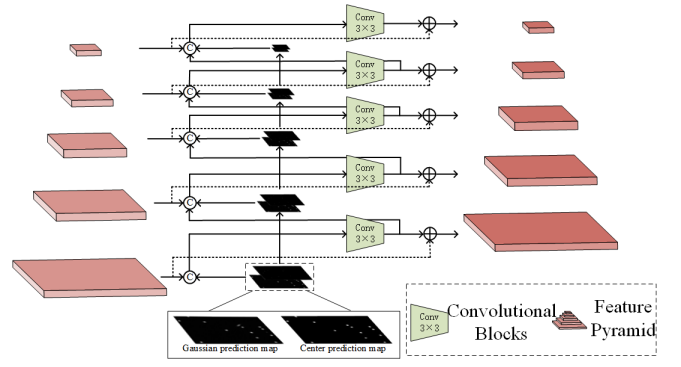 Conv
3×3
C
Conv
3×3
C
Conv
3×3
C
Conv
3×3
C
Conv
3×3
C
Gaussian prediction map
Center prediction map
Conv
3×3
Convolutional
Blocks
Feature
Pyramid